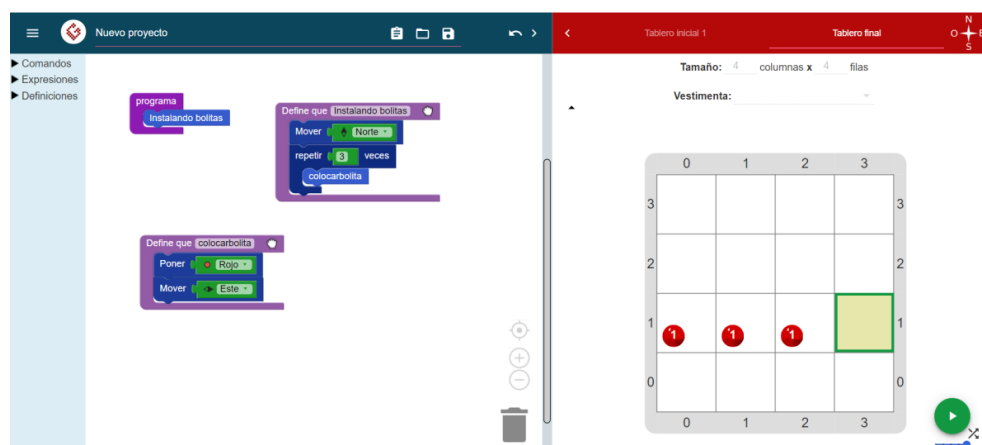 Nuevo proyecto
Tablero inicial 1
Tablero final
N
O E
S
Comandos
Expresiones
Definiciones
programa
Instalando bolitas
Define que Instalando bolitas
Mover Norte
repetir 3 veces
colocarbolita
Define que colocarbolita
Poner Rojo
Mover Este
Tamaño: 4 columnas x 4 filas
Vestimenta:
0 1 2 3
3 3
2 2
1 1 1 1 1
0 0
0 1 2 3